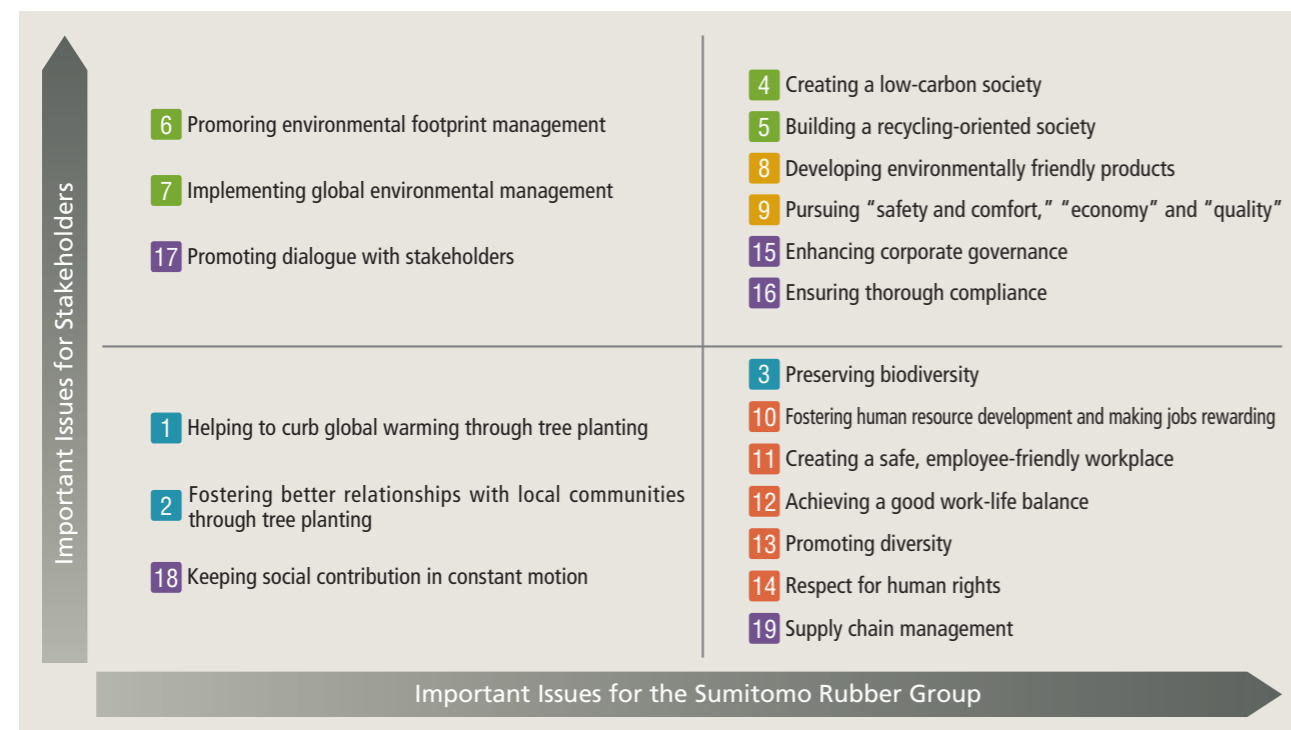 Important Issues for Stakeholders
6 Promoring environmental footprint management
7 Implementing global environmental management
17 Promoting dialogue with stakeholders
4 Creating a low-carbon society
5 Building a recycling-oriented society
8 Developing environmentally friendly products
9 Pursuing “safety and comfort,” “economy” and “quality”
15 Enhancing corporate governance
16 Ensuring thorough compliance
1 Helping to curb global warming through tree planting
2 Fostering better relationships with local communities
through tree planting
18 Keeping social contribution in constant motion
3 Preserving biodiversity
10 Fostering human resource development and making jobs rewarding
11 Creating a safe, employee-friendly workplace
12 Achieving a good work-life balance
13 Promoting diversity
14 Respect for human rights
19 Supply chain management
Important Issues for the Sumitomo Rubber Group